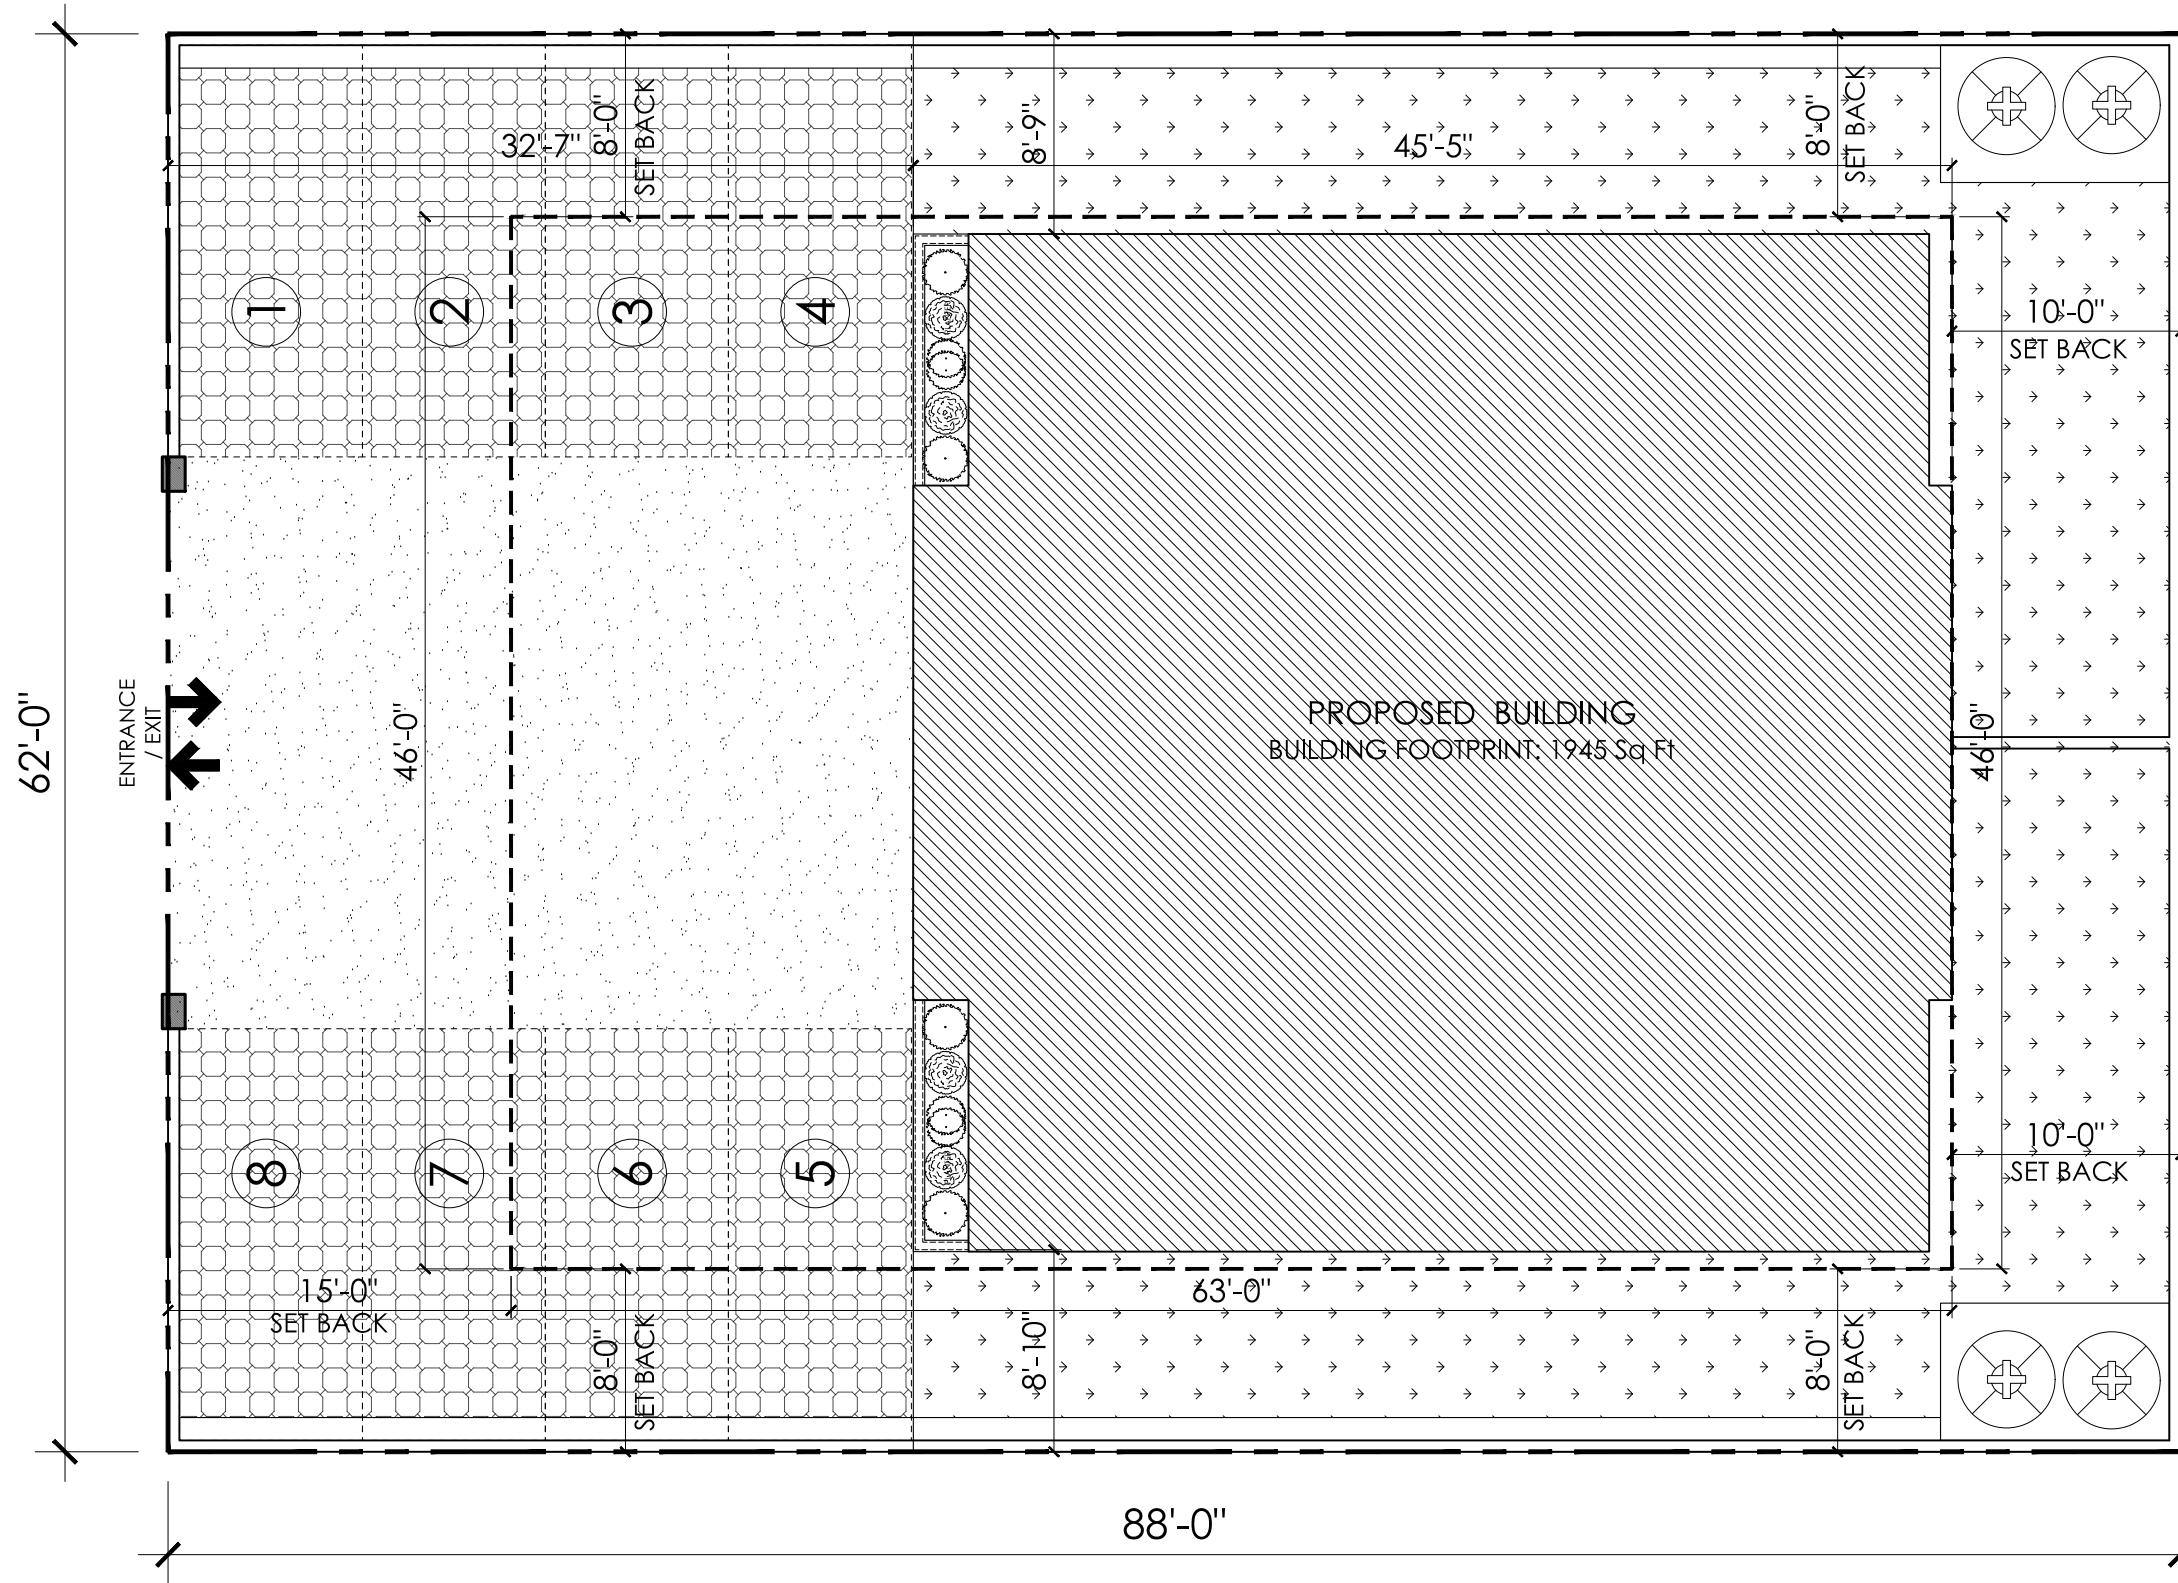 32'-7"
8'-0"
SET BACK
8'-9"
45'-5"
8'-0"
SET BACK
1
2
3
4
10'-0"
SET BACK
62'-0"
ENTRANCE
/ EXIT
46'-0"
PROPOSED BUILDING
BUILDING FOOTPRINT: 1945 Sq Ft
46'-0"
8
7
6
5
10'-0"
SET BACK
15'-0"
SET BACK
8'-0"
SET BACK
8'-10"
63'-0"
8'-0"
SET BACK
88'-0"